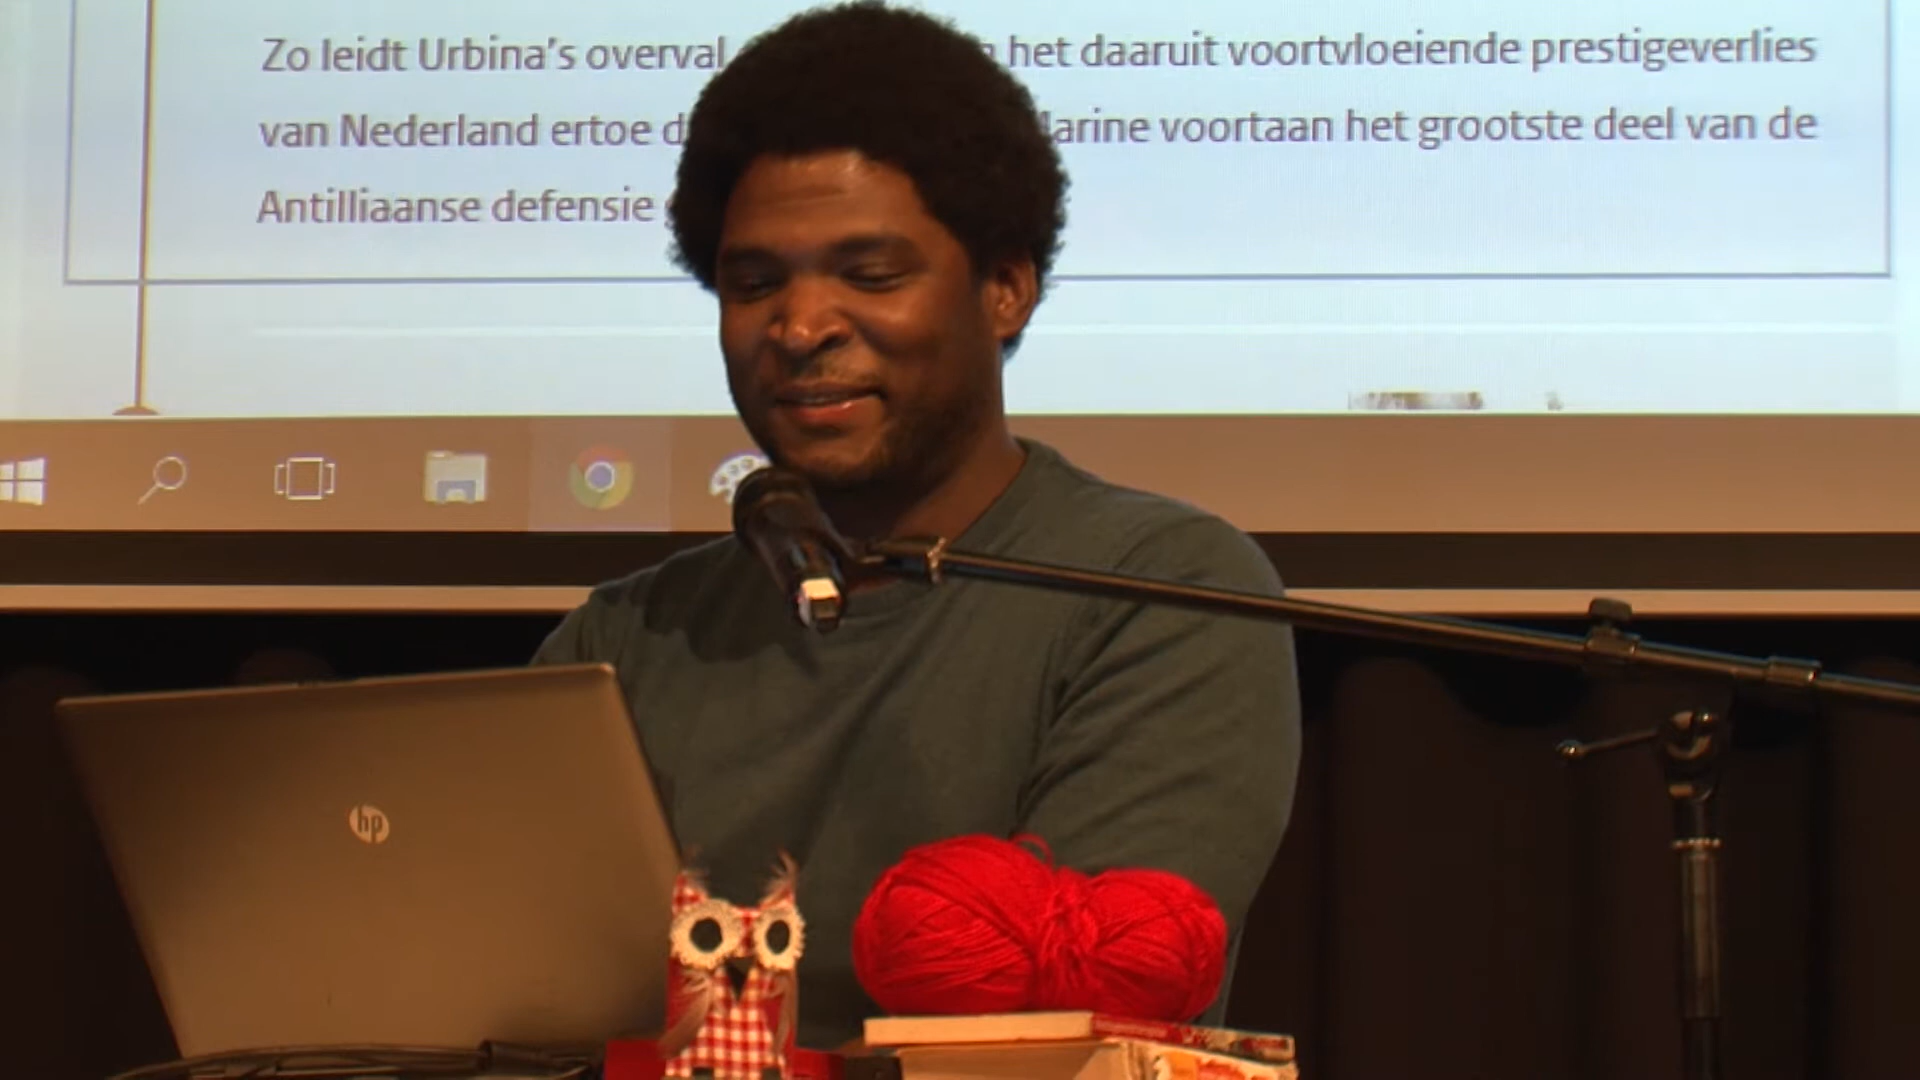 Zo leidt Urbina's overval het daaruit voortvloeiende prestigeverlies
van Nederland ertoe Marine voortaan het grootste deel van de
Antilliaanse defensie
hp